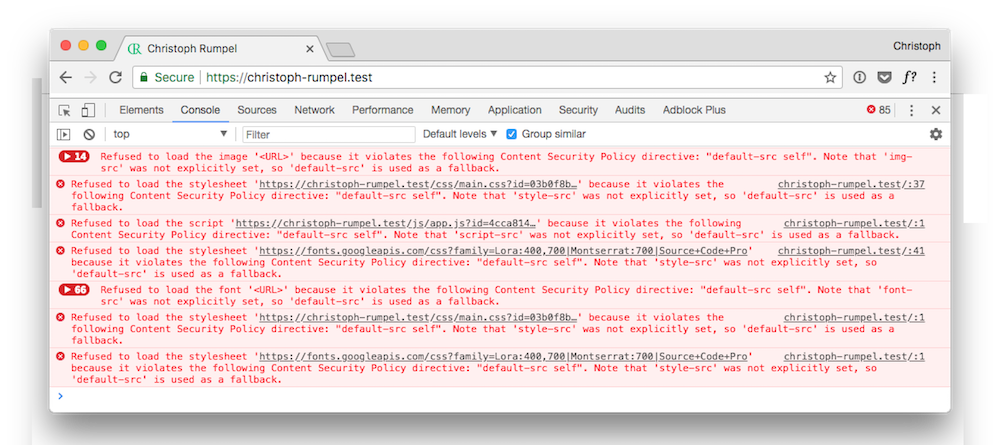 Christoph Rumpel
Christoph
Secure https://christoph-rumpel.test f?
Elements Console Sources Network Performance Memory Application Security Audits Adblock Plus 85
top Filter Default levels Group similar
14 Refused to load the image '<URL>' because it violates the following Content Security Policy directive: "default-src self". Note that 'img-
src' was not explicitly set, so 'default-src' is used as a fallback.
Refused to load the stylesheet 'https://christoph-rumpel.test/css/main.css?id=03b0f8b…' because it violates the christoph-rumpel.test/:37
following Content Security Policy directive: "default-src self". Note that 'style-src' was not explicitly set, so 'default-src' is used as a
fallback.
Refused to load the script 'https://christoph-rumpel.test/js/app.js?id=4cca814…' because it violates the following christoph-rumpel.test/:1
Content Security Policy directive: "default-src self". Note that 'script-src' was not explicitly set, so 'default-src' is used as a fallback.
Refused to load the stylesheet 'https://fonts.googleapis.com/css?family=Lora:400,700|Montserrat:700|Source+Code+Pro' christoph-rumpel.test/:41
because it violates the following Content Security Policy directive: "default-src self". Note that 'style-src' was not explicitly set, so
'default-src' is used as a fallback.
66 Refused to load the font '<URL>' because it violates the following Content Security Policy directive: "default-src self". Note that 'font-
src' was not explicitly set, so 'default-src' is used as a fallback.
Refused to load the stylesheet 'https://christoph-rumpel.test/css/main.css?id=03b0f8b…' because it violates the christoph-rumpel.test/:1
following Content Security Policy directive: "default-src self". Note that 'style-src' was not explicitly set, so 'default-src' is used as a
fallback.
Refused to load the stylesheet 'https://fonts.googleapis.com/css?family=Lora:400,700|Montserrat:700|Source+Code+Pro' christoph-rumpel.test/:1
because it violates the following Content Security Policy directive: "default-src self". Note that 'style-src' was not explicitly set, so
'default-src' is used as a fallback.